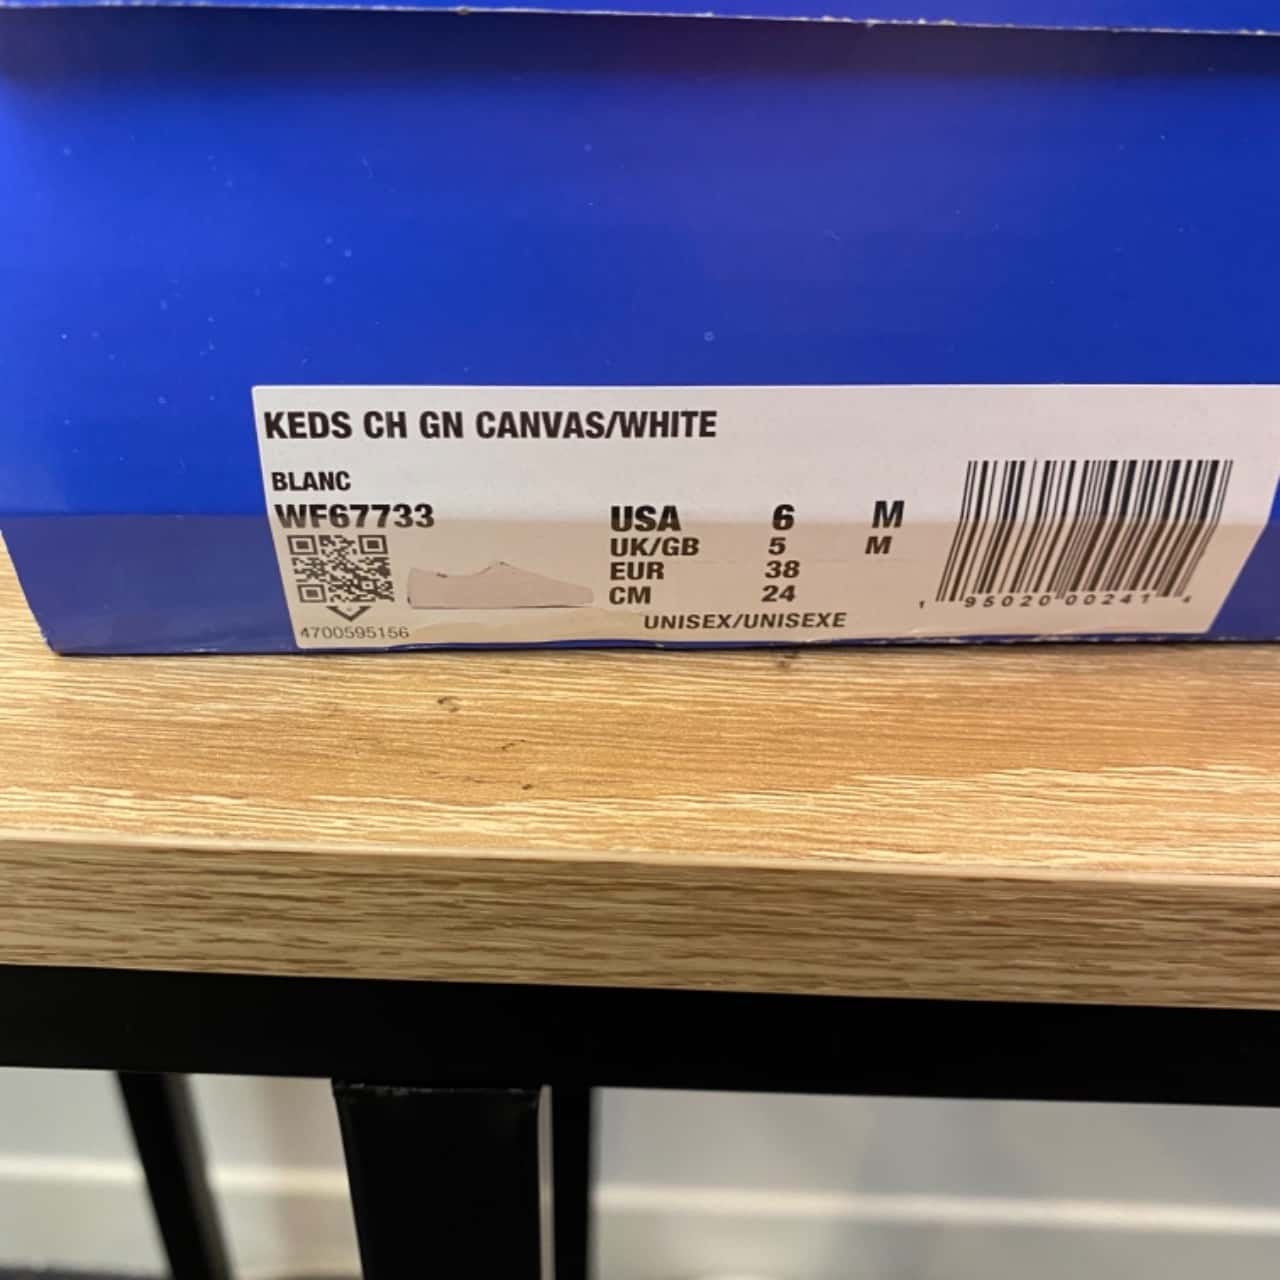 KEDS CH GN CANVAS/WHITE
BLANC
WF67733
USA 6 M
UK/GB 5 M
EUR 38
CM 24
UNISEX/UNISEXE
4700595156
1 95020 00241 4